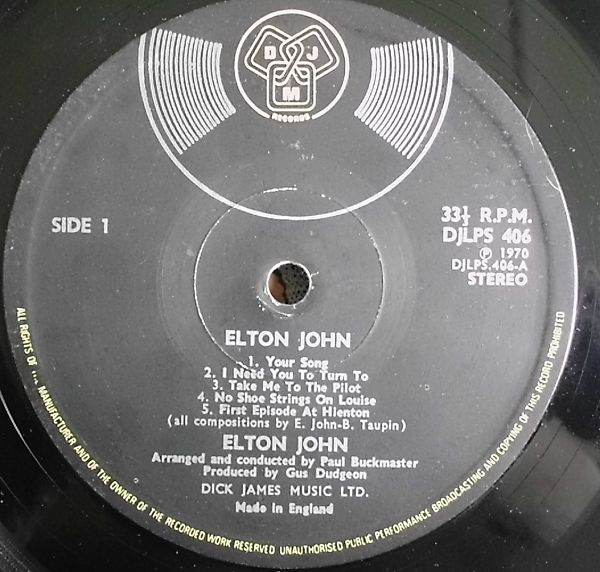 D J
M
RECORDS
SIDE 1
33⅓ R.P.M.
DJLPS 406
Ⓟ 1970
DJLPS.406-A
STEREO
ELTON JOHN
1. Your Song
2. I Need You To Turn To
3. Take Me To The Pilot
4. No Shoe Strings On Louise
5. First Episode At Hienton
(all compositions by E. John-B. Taupin)
ELTON JOHN
Arranged and conducted by Paul Buckmaster
Produced by Gus Dudgeon
DICK JAMES MUSIC LTD.
Made in England
ALL RIGHTS OF THE MANUFACTURER AND OF THE OWNER OF THE RECORDED WORK RESERVED UNAUTHORISED PUBLIC PERFORMANCE BROADCASTING AND COPYING OF THIS RECORD PROHIBITED